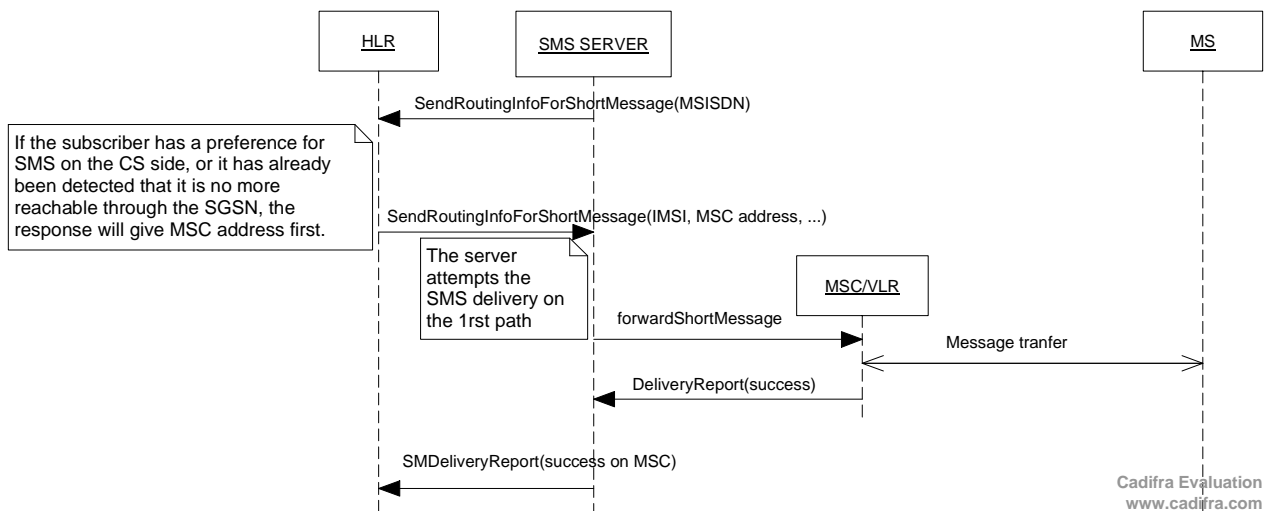 HLR
SMS SERVER
MS
SendRoutingInfoForShortMessage(MSISDN)
If the subscriber has a preference for
SMS on the CS side, or it has already
been detected that it is no more
reachable through the SGSN, the
response will give MSC address first.
SendRoutingInfoForShortMessage(IMSI, MSC address, ...)
The server
attempts the
SMS delivery on
the 1rst path
MSC/VLR
forwardShortMessage
Message tranfer
DeliveryReport(success)
SMDeliveryReport(success on MSC)
Cadifra Evaluation
www.cadifra.com